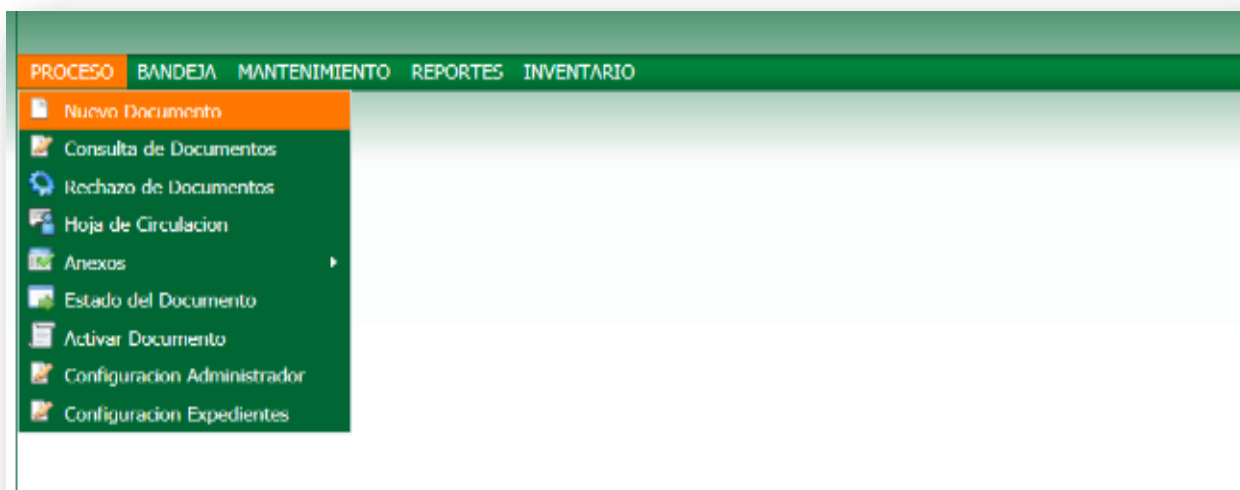 PROCESO BANDEJA MANTENIMIENTO REPORTES INVENTARIO
Nuevo Documento
Consulta de Documentos
Rechazo de Documentos
Hoja de Circulacion
Anexos
Estado del Documento
Activar Documento
Configuracion Administrador
Configuracion Expedientes